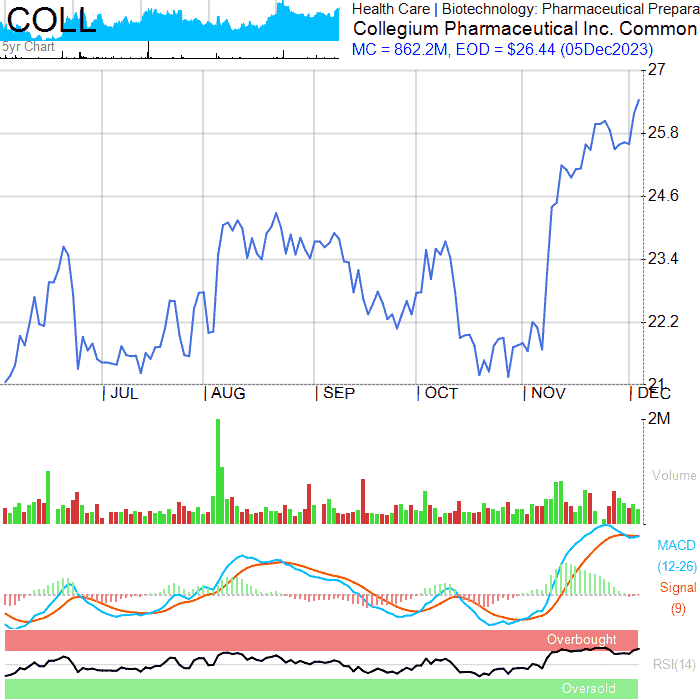 COLL
5yr Chart
Health Care | Biotechnology: Pharmaceutical Prepara
Collegium Pharmaceutical Inc. Common
MC = 862.2M, EOD = $26.44 (05Dec2023)
27
25.8
24.6
23.4
22.2
21
| JUL | AUG | SEP | OCT | NOV | DEC
2M
Volume
MACD
(12-26)
Signal
(9)
Overbought
RSI(14)
Oversold